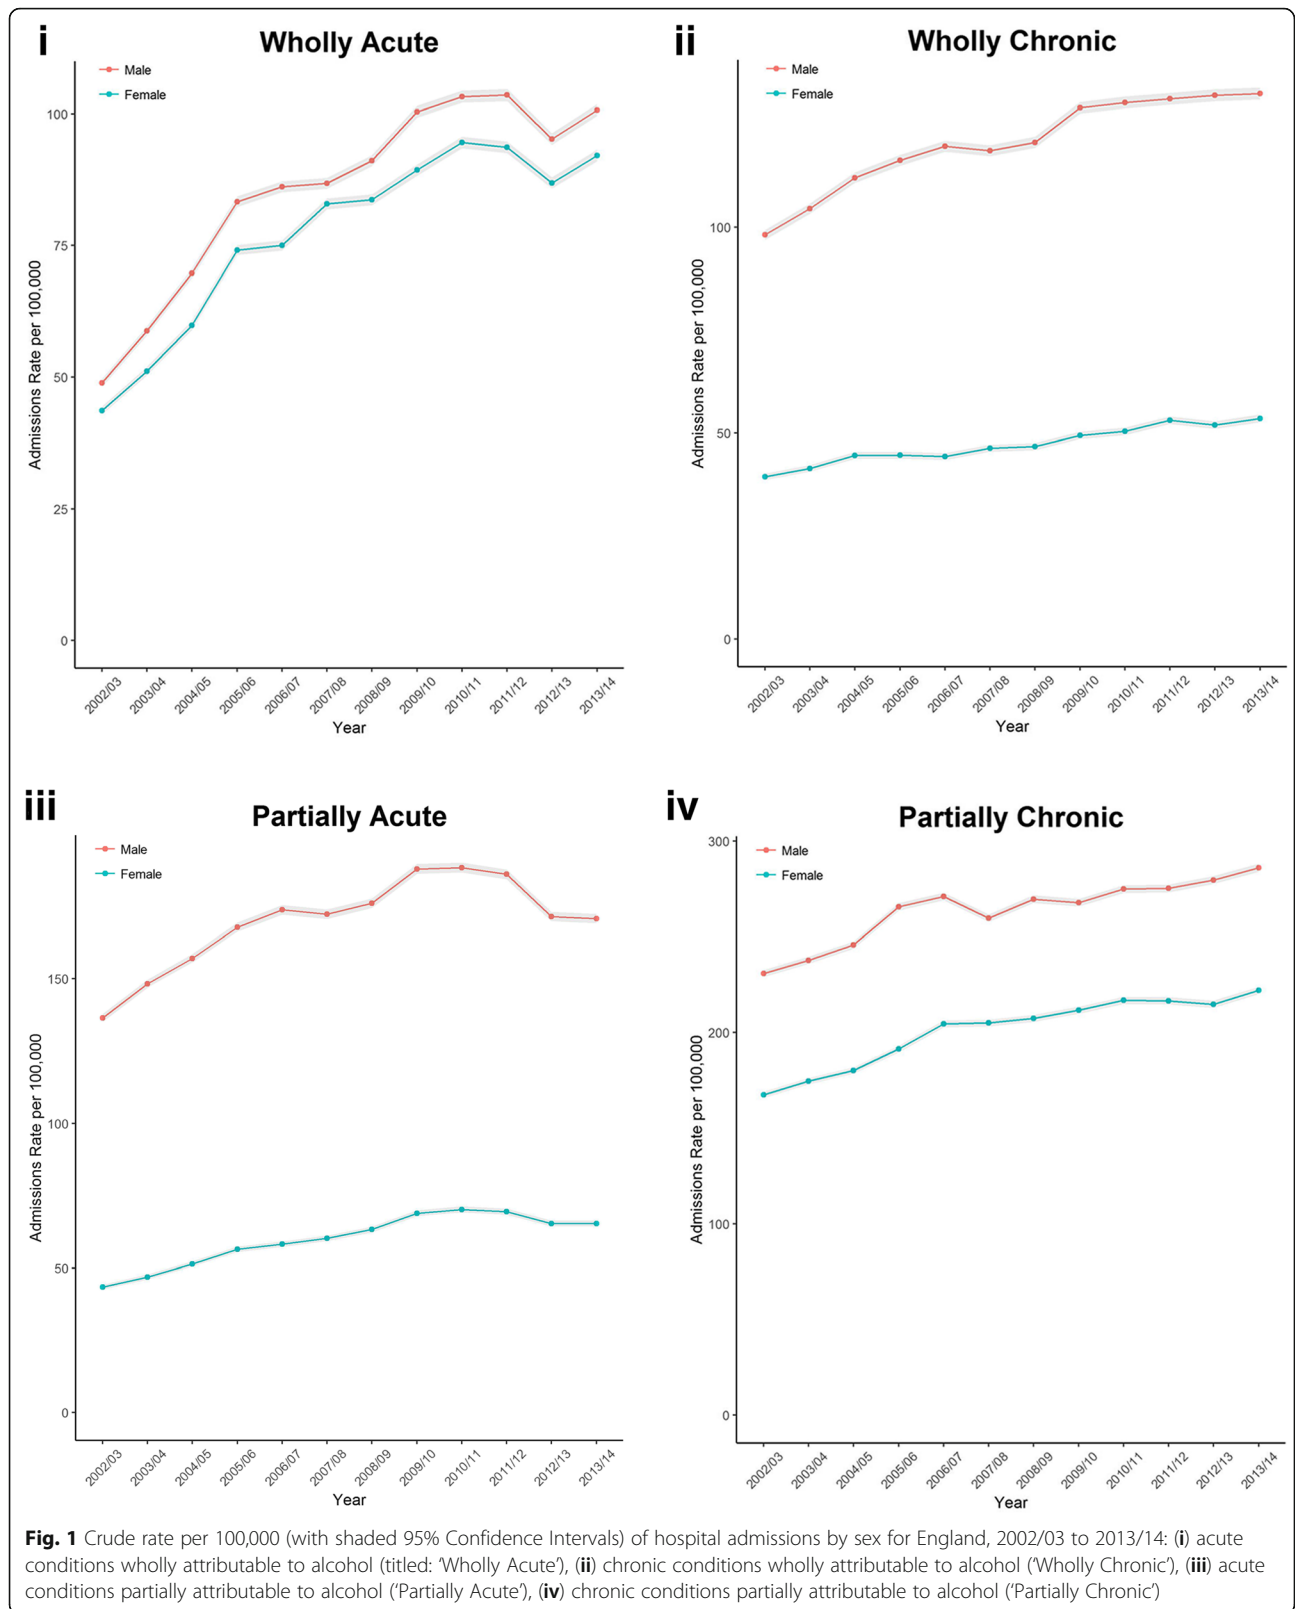 i
Wholly Acute
Male
Female
100
75
50
25
0
Admissions Rate per 100,000
2002/03
2003/04
2004/05
2005/06
2006/07
2007/08
2008/09
2009/10
2010/11
2011/12
2012/13
2013/14
Year
ii
Wholly Chronic
Male
Female
100
50
0
Admissions Rate per 100,000
2002/03
2003/04
2004/05
2005/06
2006/07
2007/08
2008/09
2009/10
2010/11
2011/12
2012/13
2013/14
Year
iii
Partially Acute
Male
Female
150
100
50
0
Admissions Rate per 100,000
2002/03
2003/04
2004/05
2005/06
2006/07
2007/08
2008/09
2009/10
2010/11
2011/12
2012/13
2013/14
Year
iv
Partially Chronic
Male
Female
300
200
100
0
Admissions Rate per 100,000
2002/03
2003/04
2004/05
2005/06
2006/07
2007/08
2008/09
2009/10
2010/11
2011/12
2012/13
2013/14
Year
Fig. 1 Crude rate per 100,000 (with shaded 95% Confidence Intervals) of hospital admissions by sex for England, 2002/03 to 2013/14: (i) acute
conditions wholly attributable to alcohol (titled: ‘Wholly Acute’), (ii) chronic conditions wholly attributable to alcohol (‘Wholly Chronic’), (iii) acute
conditions partially attributable to alcohol (‘Partially Acute’), (iv) chronic conditions partially attributable to alcohol (‘Partially Chronic’)